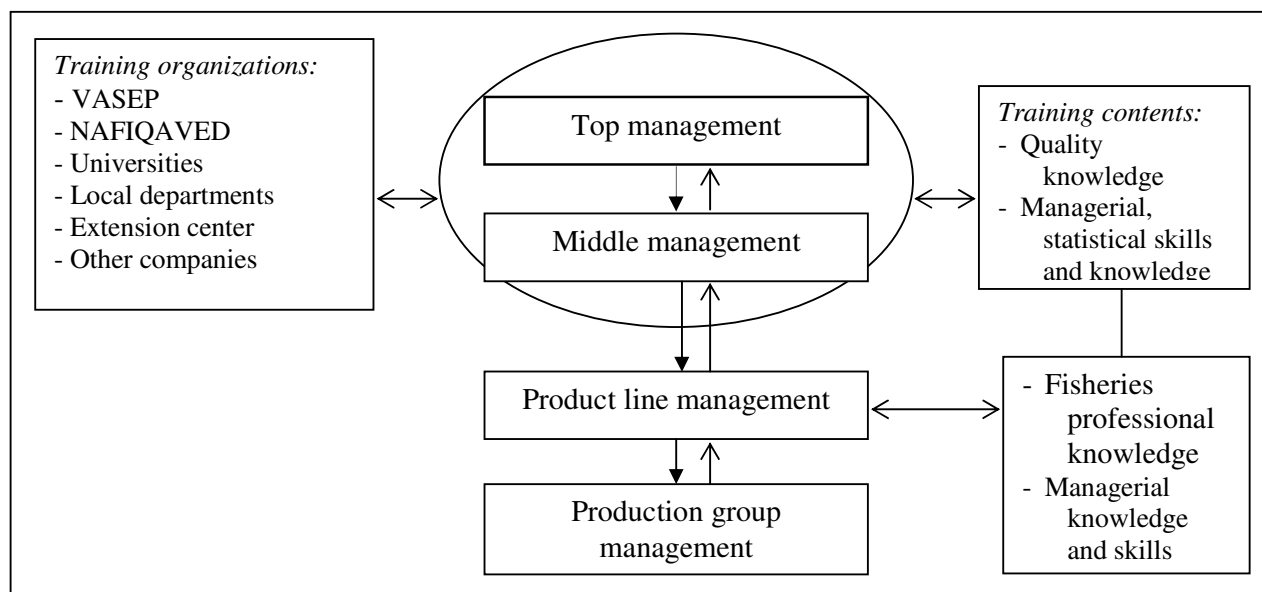 Training organizations:
- VASEP
- NAFIQAVED
- Universities
- Local departments
- Extension center
- Other companies
Top management
Middle management
Product line management
Production group
management
Training contents:
- Quality
knowledge
- Managerial,
statistical skills
and knowledge
- Fisheries
professional
knowledge
- Managerial
knowledge
and skills